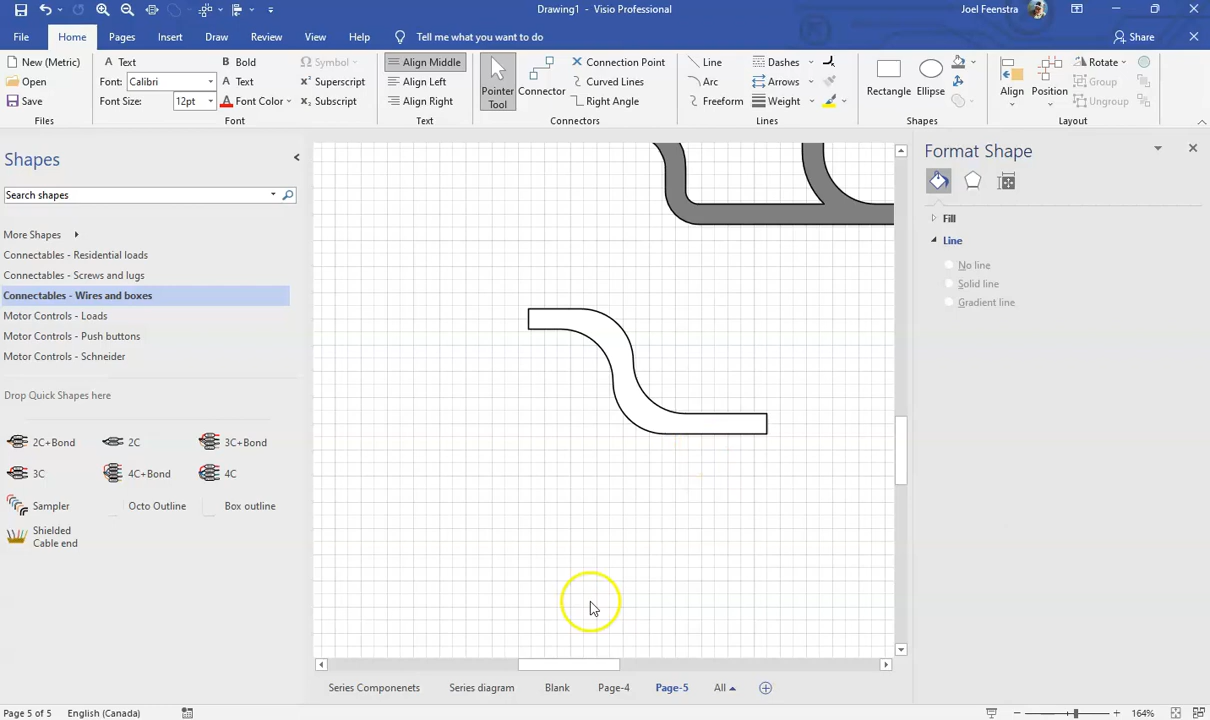 Drawing1 - Visio Professional
Joel Feenstra
File Home Pages Insert Draw Review View Help Tell me what you want to do Share
New (Metric)
Open
Save
Files
Text
Bold
Symbol
Font: Calibri
Text
Superscript
Font Size: 12pt
Font Color
Subscript
Font
Align Middle
Align Left
Align Right
Text
Pointer Tool
Connector
Connection Point
Curved Lines
Right Angle
Connectors
Line
Arc
Freeform
Dashes
Arrows
Weight
Lines
Rectangle
Ellipse
Shapes
Align
Position
Rotate
Group
Ungroup
Layout
Shapes
Search shapes
More Shapes
Connectables - Residential loads
Connectables - Screws and lugs
Connectables - Wires and boxes
Motor Controls - Loads
Motor Controls - Push buttons
Motor Controls - Schneider
Drop Quick Shapes here
2C+Bond 2C 3C+Bond
3C 4C+Bond 4C
Sampler Octo Outline Box outline
Shielded
Cable end
Format Shape
Fill
Line
No line
Solid line
Gradient line
Series Componenets Series diagram Blank Page-4 Page-5 All
Page 5 of 5 English (Canada) 164%